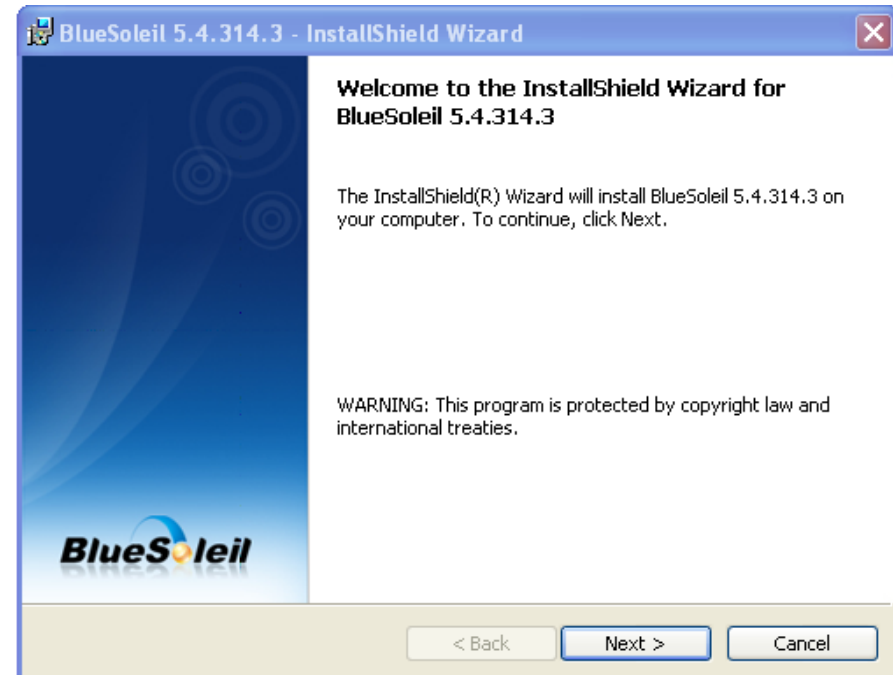 BlueSoleil 5.4.314.3 - InstallShield Wizard
Welcome to the InstallShield Wizard for
BlueSoleil 5.4.314.3
The InstallShield(R) Wizard will install BlueSoleil 5.4.314.3 on
your computer. To continue, click Next.
WARNING: This program is protected by copyright law and
international treaties.
BlueSoleil
< Back
Next >
Cancel